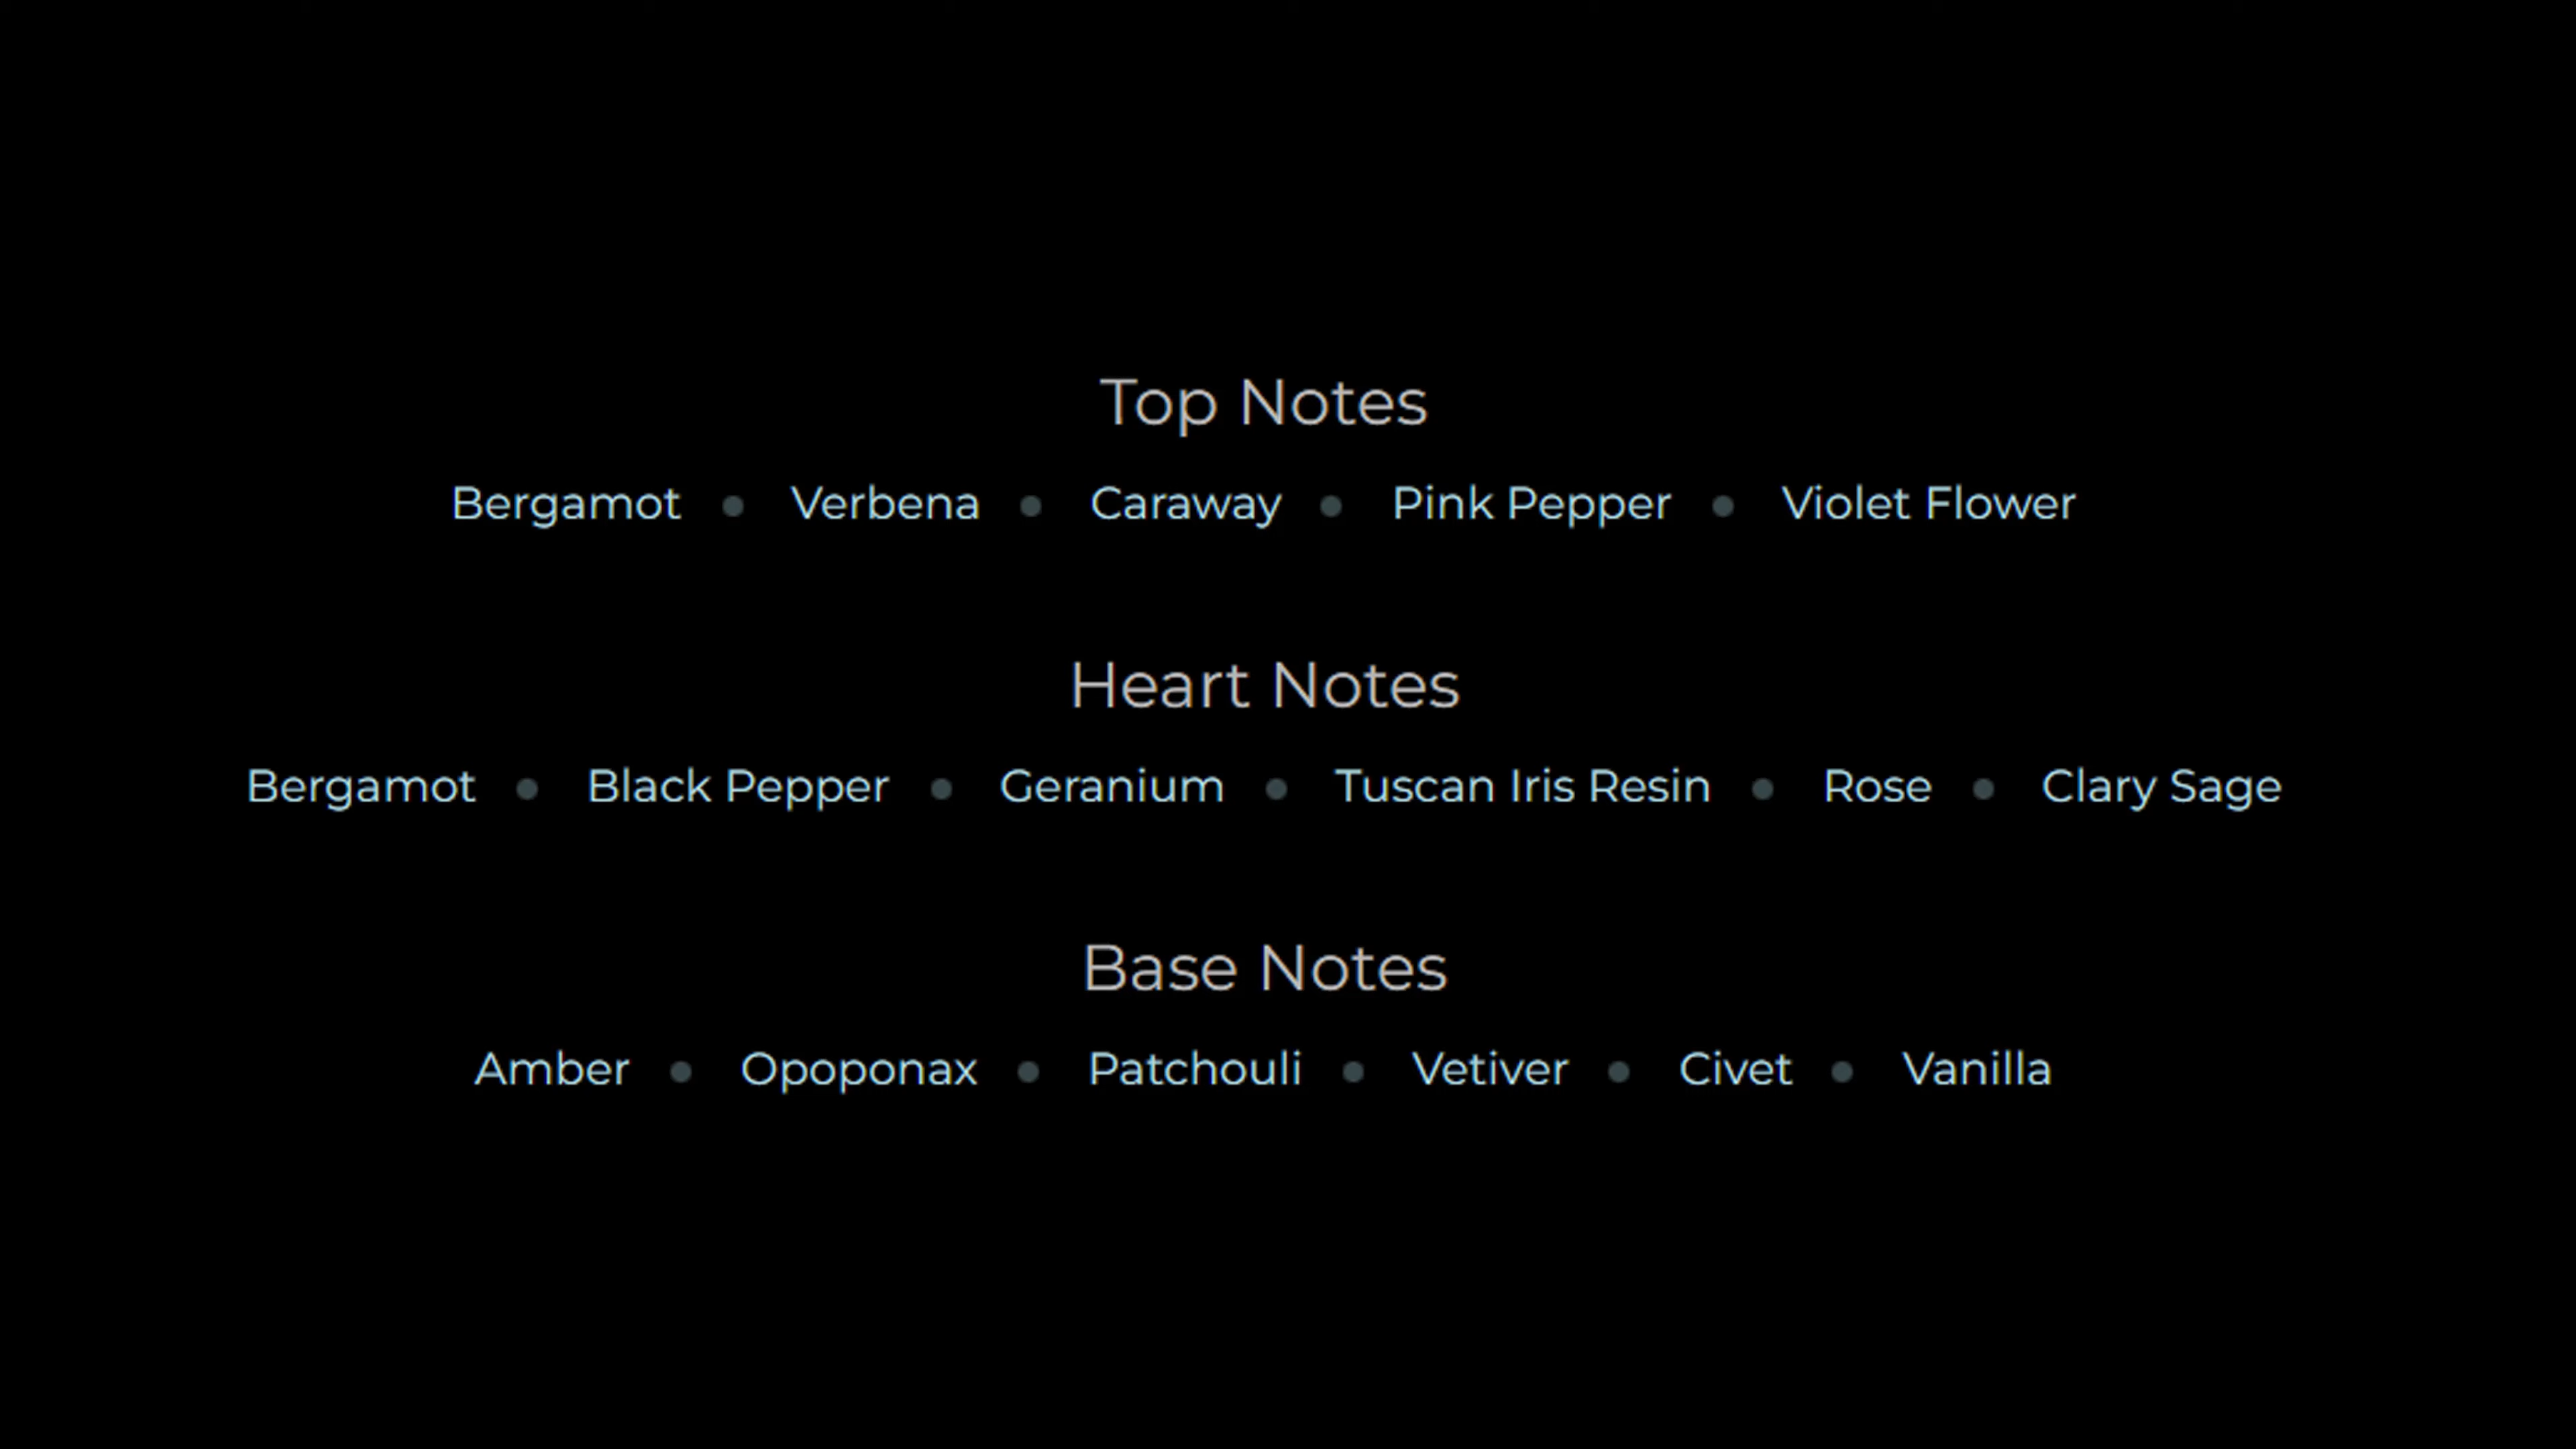 Top Notes
Bergamot • Verbena • Caraway • Pink Pepper • Violet Flower
Heart Notes
Bergamot • Black Pepper • Geranium • Tuscan Iris Resin • Rose • Clary Sage
Base Notes
Amber • Opoponax • Patchouli • Vetiver • Civet • Vanilla